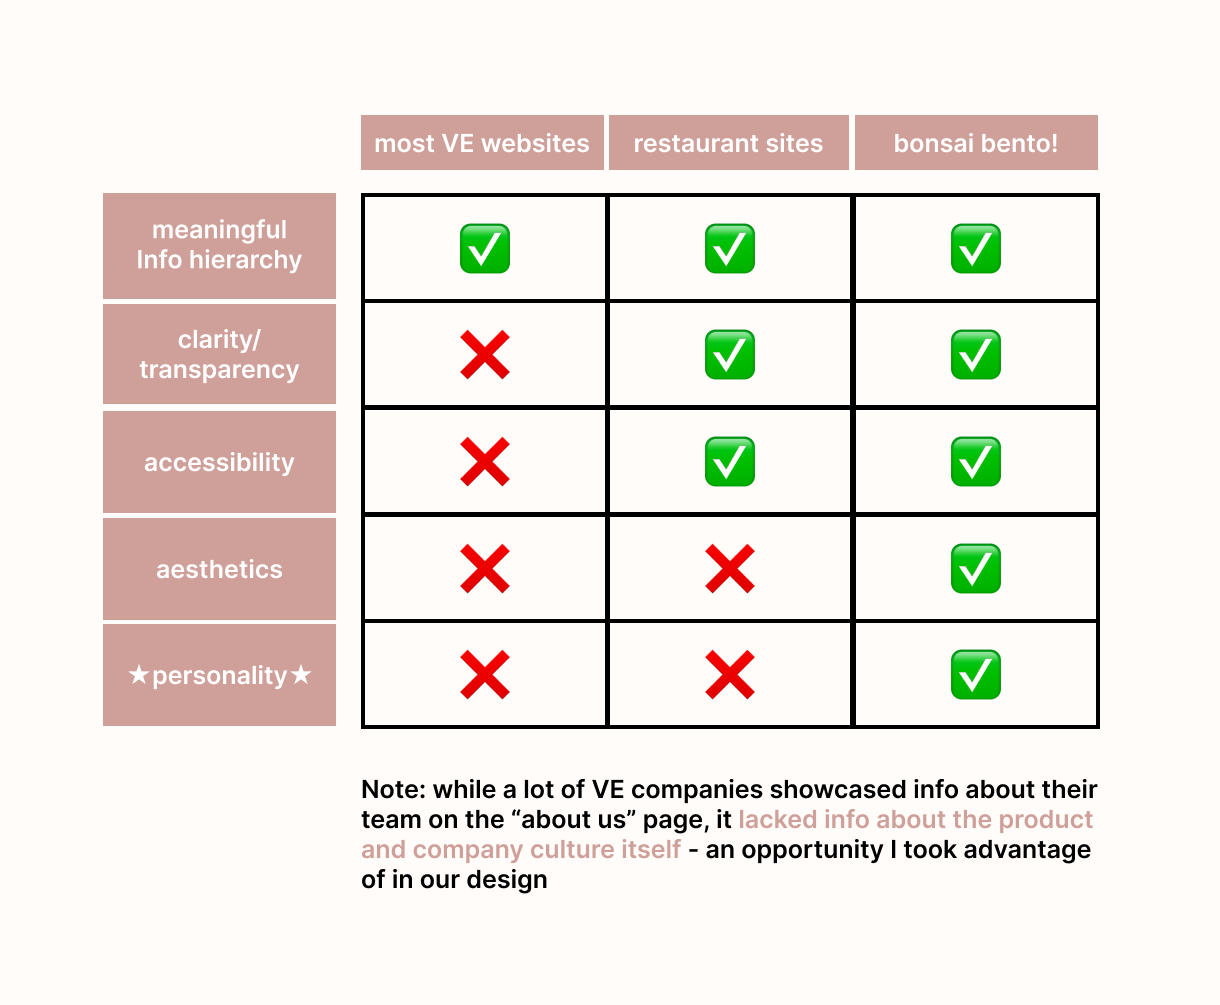 most VE websites
restaurant sites
bonsai bento!
meaningful
Info hierarchy
✅ ✅ ✅
clarity/
transparency
❌ ✅ ✅
accessibility
❌ ✅ ✅
aesthetics
❌ ❌ ✅
★personality★
❌ ❌ ✅
Note: while a lot of VE companies showcased info about their
team on the “about us” page, it lacked info about the product
and company culture itself - an opportunity I took advantage
of in our design